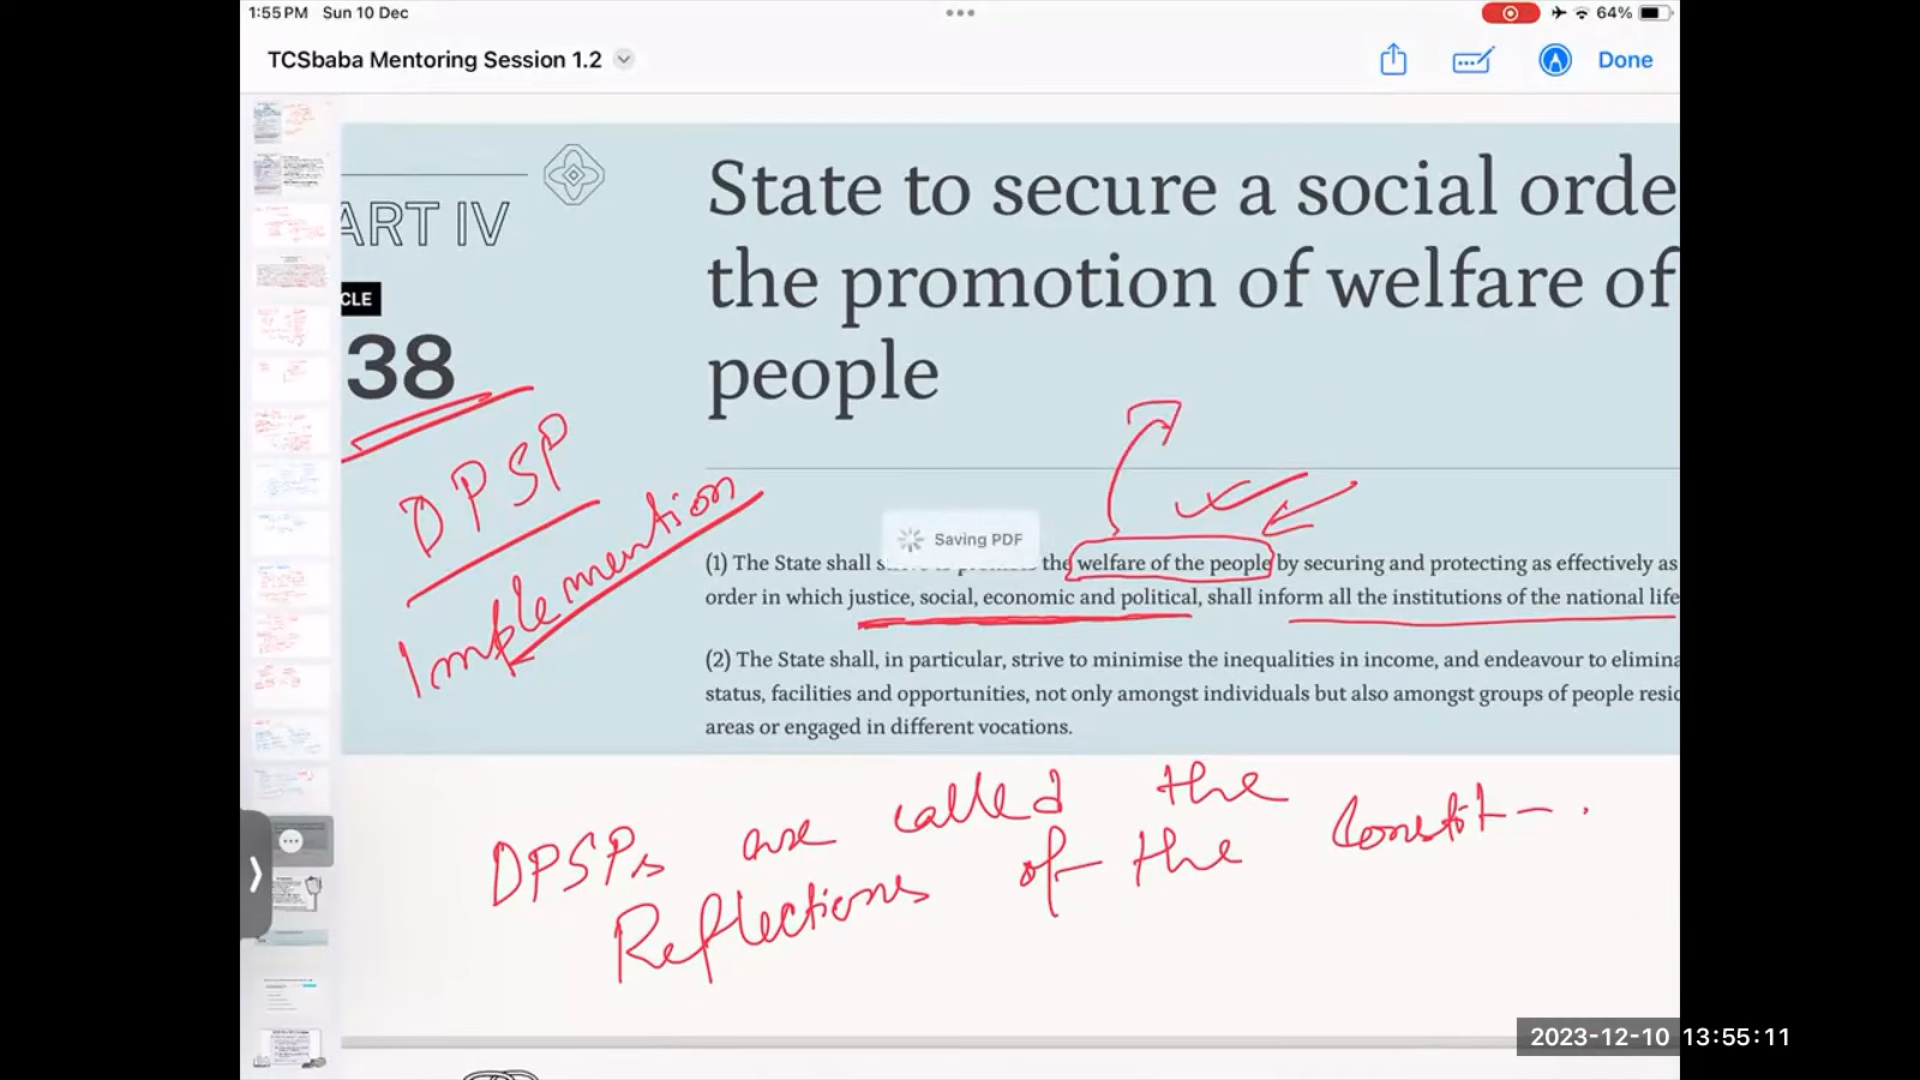 1:55 PM Sun 10 Dec
64%
TCSbaba Mentoring Session 1.2
Done
ART IV
CLE
38
State to secure a social orde
the promotion of welfare of
people
DPSP
Implemention
Saving PDF
(1) The State shall the welfare of the people by securing and protecting as effectively as
order in which justice, social, economic and political, shall inform all the institutions of the national life
(2) The State shall, in particular, strive to minimise the inequalities in income, and endeavour to elimina
status, facilities and opportunities, not only amongst individuals but also amongst groups of people resid
areas or engaged in different vocations.
DPSPs are called the
Reflections of the Constit-.
2023-12-10 13:55:11